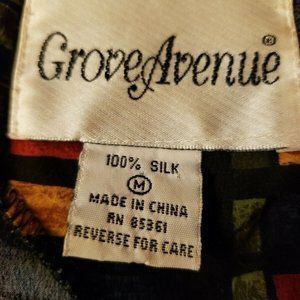 GroveAvenue®
100% SILK
M
MADE IN CHINA
RN 85361
REVERSE FOR CARE